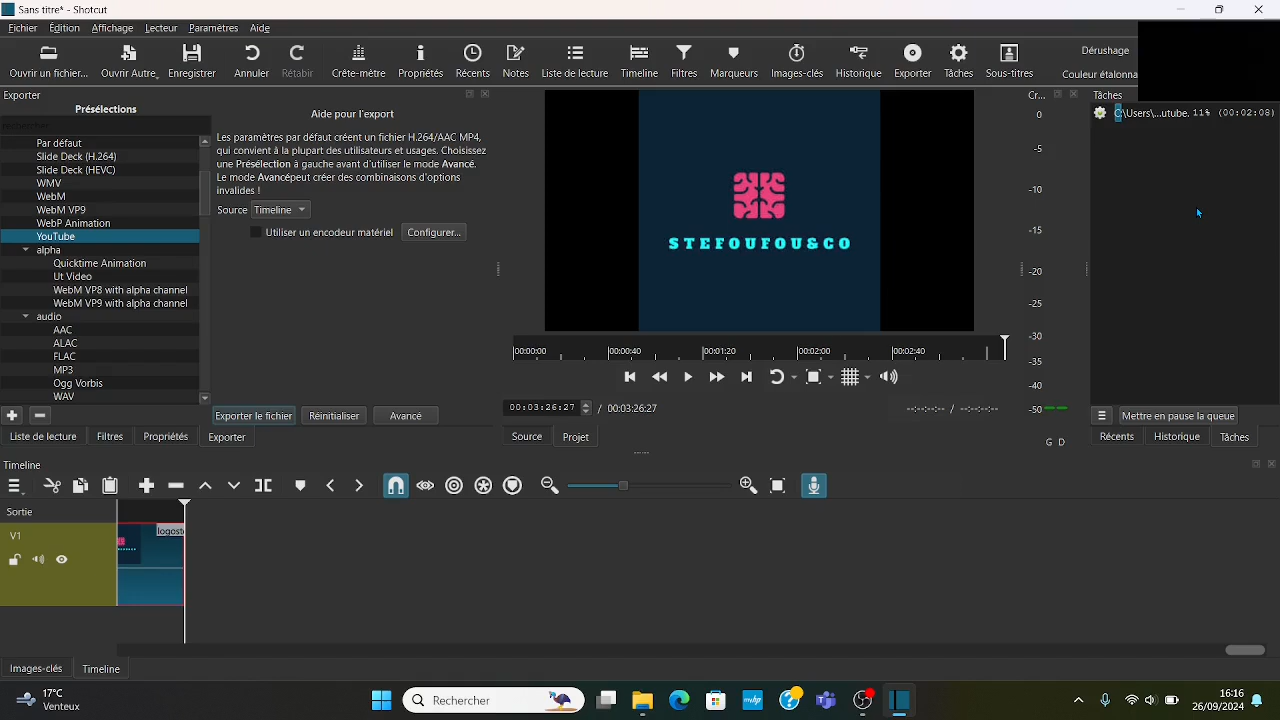 Sans titre* - Shotcut
Fichier Édition Affichage Lecteur Paramètres Aide
Ouvrir un fichier... Ouvrir Autre... Enregistrer Annuler Rétablir Crête-mètre Propriétés Récents Notes Liste de lecture Timeline Filtres Marqueurs Images-clés Historique Exporter Tâches Sous-titres
Dérushage
Couleur étalonna
Exporter
Présélections
rechercher
Par défaut
Slide Deck (H.264)
Slide Deck (HEVC)
WMV
WebM
WebM VP9
WebP Animation
YouTube
alpha
Quicktime Animation
Ut Video
WebM VP8 with alpha channel
WebM VP9 with alpha channel
audio
AAC
ALAC
FLAC
MP3
Ogg Vorbis
WAV
Aide pour l'export
Les paramètres par défaut créent un fichier H.264/AAC MP4,
qui convient à la plupart des utilisateurs et usages. Choisissez
une Présélection à gauche avant d'utiliser le mode Avancé.
Le mode Avancépeut créer des combinaisons d'options
invalides !
Source Timeline
Utiliser un encodeur matériel Configurer...
Exporter le fichier Réinitialiser Avancé
Liste de lecture Filtres Propriétés Exporter
STEFOUFOU&CO
00:00:00 00:00:40 00:01:20 00:02:00 00:02:40
00:03:26:27 / 00:03:26:27 --:--:--:-- / --:--:--:--
Source Projet
Cr...
0
-5
-10
-15
-20
-25
-30
-35
-40
-50
G D
Tâches
C:\Users\...utube. 11% (00:02:08)
Mettre en pause la queue
Récents Historique Tâches
Timeline
Sortie
V1
logost
Images-clés Timeline
17°C
Venteux
Rechercher
mblp
16:16
26/09/2024